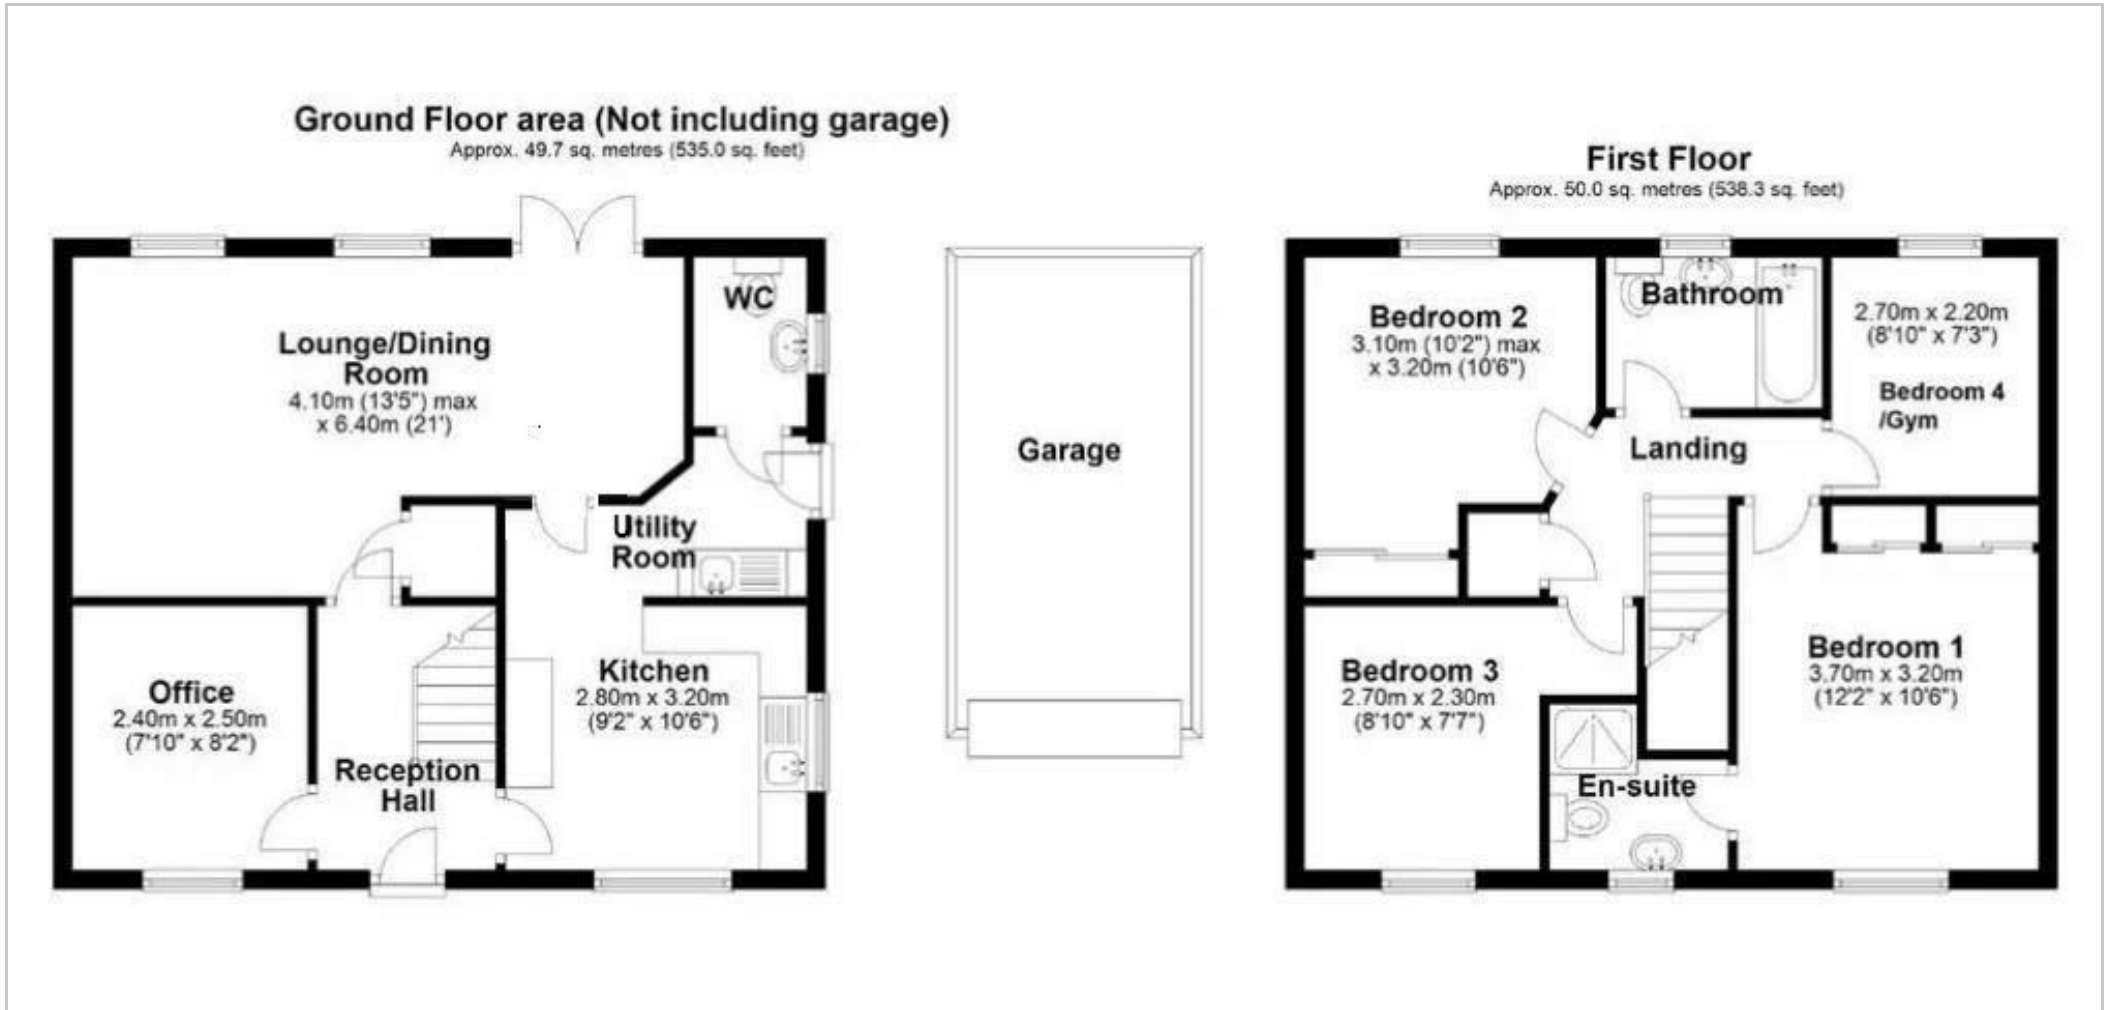 Ground Floor area (Not including garage)
Approx. 49.7 sq. metres (535.0 sq. feet)
WC
Lounge/Dining
Room
4.10m (13'5") max
x 6.40m (21')
Utility
Room
Kitchen
2.80m x 3.20m
(9'2" x 10'6")
Office
2.40m x 2.50m
(7'10" x 8'2")
Reception
Hall
Garage
First Floor
Approx. 50.0 sq. metres (538.3 sq. feet)
Bedroom 2
3.10m (10'2") max
x 3.20m (10'6")
Bathroom
2.70m x 2.20m
(8'10" x 7'3")
Bedroom 4
/Gym
Landing
Bedroom 3
2.70m x 2.30m
(8'10" x 7'7")
Bedroom 1
3.70m x 3.20m
(12'2" x 10'6")
En-suite